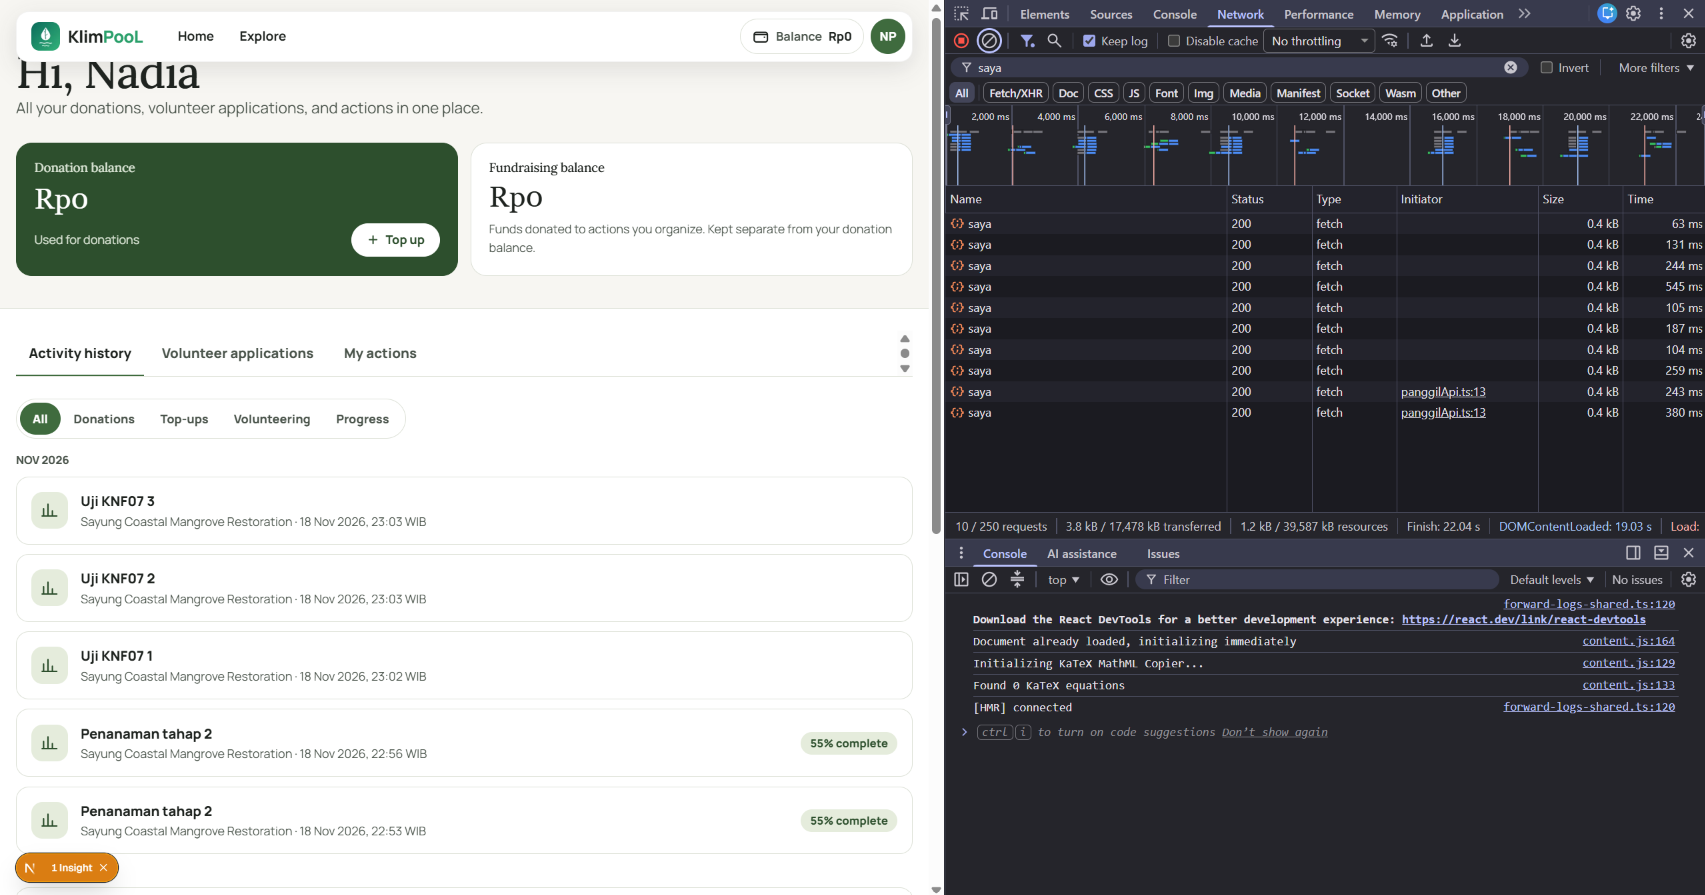 KlimPooL
Home
Explore
Balance Rp0
NP
Hi, Nadia
All your donations, volunteer applications, and actions in one place.
Donation balance
Rp0
Used for donations
+ Top up
Fundraising balance
Rp0
Funds donated to actions you organize. Kept separate from your donation
balance.
Activity history
Volunteer applications
My actions
All
Donations
Top-ups
Volunteering
Progress
NOV 2026
Uji KNF07 3
Sayung Coastal Mangrove Restoration · 18 Nov 2026, 23:03 WIB
Uji KNF07 2
Sayung Coastal Mangrove Restoration · 18 Nov 2026, 23:03 WIB
Uji KNF07 1
Sayung Coastal Mangrove Restoration · 18 Nov 2026, 23:02 WIB
Penanaman tahap 2
Sayung Coastal Mangrove Restoration · 18 Nov 2026, 22:56 WIB
55% complete
Penanaman tahap 2
Sayung Coastal Mangrove Restoration · 18 Nov 2026, 22:53 WIB
55% complete
N 1 Insight ×
Elements Sources Console Network Performance Memory Application
Keep log Disable cache No throttling
saya Invert More filters
All Fetch/XHR Doc CSS JS Font Img Media Manifest Socket Wasm Other
2,000 ms 4,000 ms 6,000 ms 8,000 ms 10,000 ms 12,000 ms 14,000 ms 16,000 ms 18,000 ms 20,000 ms 22,000 ms
Name Status Type Initiator Size Time
saya 200 fetch 0.4 kB 63 ms
saya 200 fetch 0.4 kB 131 ms
saya 200 fetch 0.4 kB 244 ms
saya 200 fetch 0.4 kB 545 ms
saya 200 fetch 0.4 kB 105 ms
saya 200 fetch 0.4 kB 187 ms
saya 200 fetch 0.4 kB 104 ms
saya 200 fetch 0.4 kB 259 ms
saya 200 fetch panggilApi.ts:13 0.4 kB 243 ms
saya 200 fetch panggilApi.ts:13 0.4 kB 380 ms
10 / 250 requests 3.8 kB / 17,478 kB transferred 1.2 kB / 39,587 kB resources Finish: 22.04 s DOMContentLoaded: 19.03 s Load:
Console AI assistance Issues
top Filter Default levels No issues
forward-logs-shared.ts:120
Download the React DevTools for a better development experience: https://react.dev/link/react-devtools
Document already loaded, initializing immediately content.js:164
Initializing KaTeX MathML Copier... content.js:129
Found 0 KaTeX equations content.js:133
[HMR] connected forward-logs-shared.ts:120
ctrl i to turn on code suggestions Don't show again